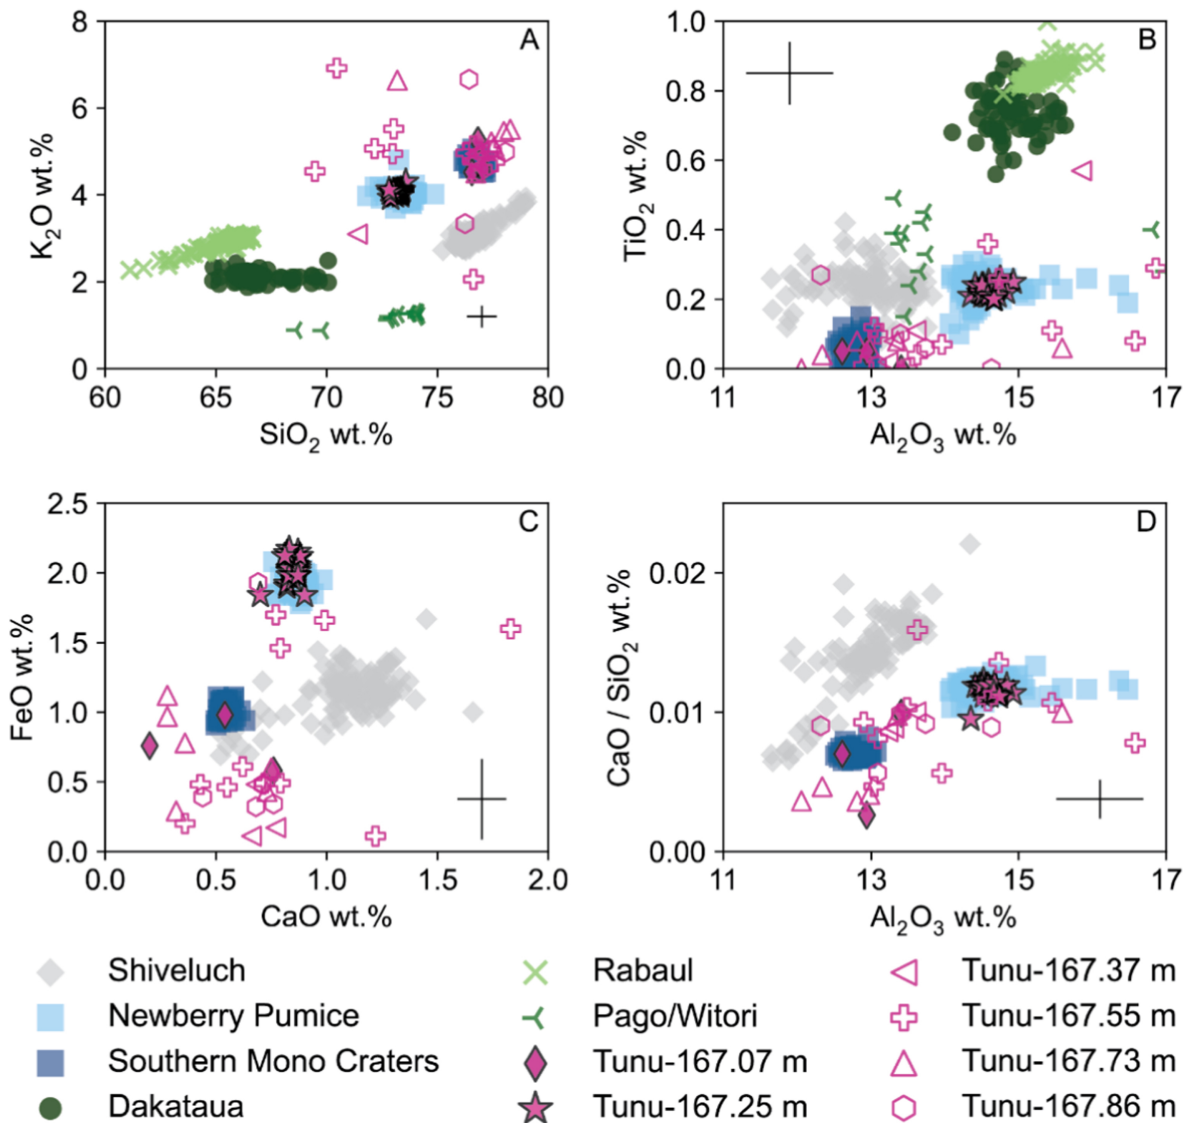 A
8
6
4
2
0
K2O wt.%
60
65
70
75
80
SiO2 wt.%
B
1.0
0.8
0.6
0.4
0.2
0.0
TiO2 wt.%
11
13
15
17
Al2O3 wt.%
C
2.5
2.0
1.5
1.0
0.5
0.0
FeO wt.%
0.0
0.5
1.0
1.5
2.0
CaO wt.%
D
0.02
0.01
0.00
CaO / SiO2 wt.%
11
13
15
17
Al2O3 wt.%
Shiveluch
Newberry Pumice
Southern Mono Craters
Dakataua
Rabaul
Pago/Witori
Tunu-167.07 m
Tunu-167.25 m
Tunu-167.37 m
Tunu-167.55 m
Tunu-167.73 m
Tunu-167.86 m